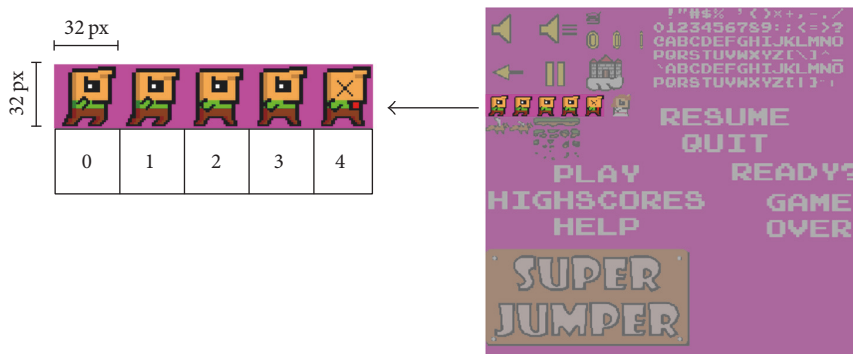 32 px
32 px
0 1 2 3 4
!"#$% '()×+,-./
0123456789:;<=>?
CABCDEFGHIJKLMNO
PQRSTUVWXYZ[\]^_
`ABCDEFGHIJKLMNO
PQRSTUVWXYZ{|}~
RESUME
QUIT
PLAY
HIGHSCORES
HELP
READY?
GAME
OVER
SUPER
JUMPER